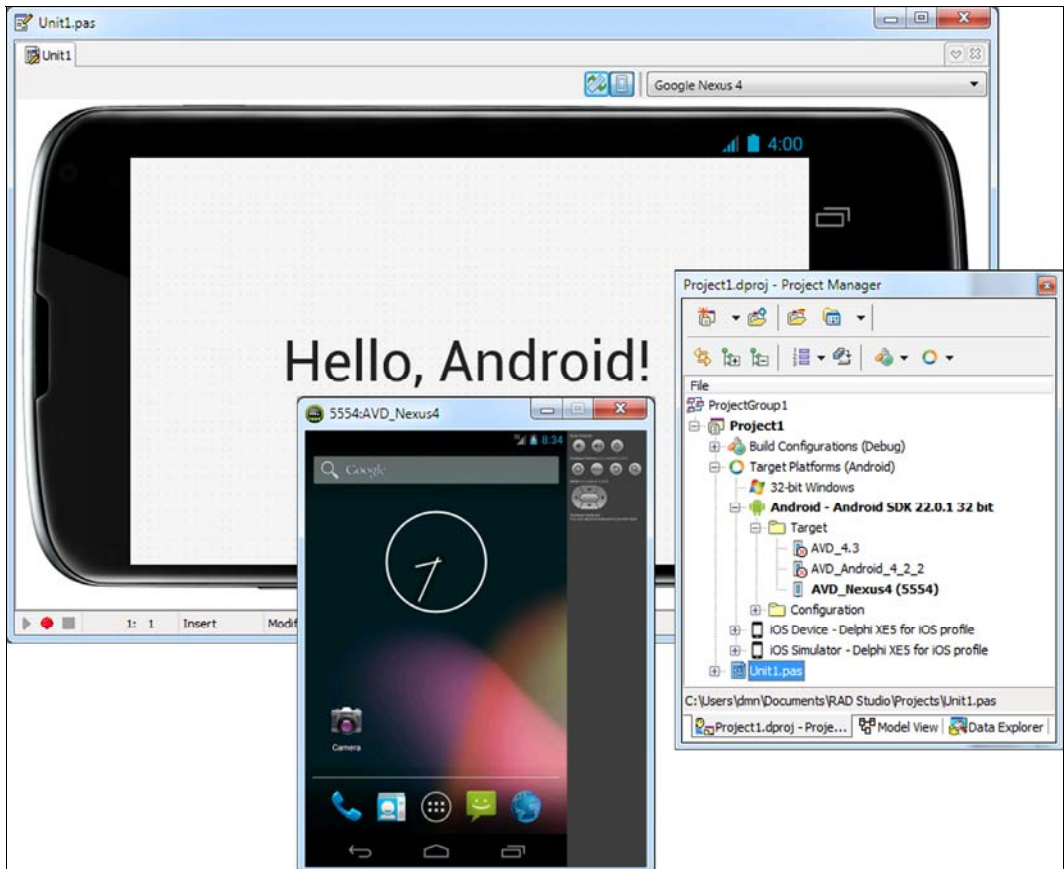 Unit1.pas
Unit1
Google Nexus 4
4:00
Hello, Android!
1: 1 Insert Modif
5554:AVD_Nexus4
8:34
Google
Camera
Project1.dproj - Project Manager
File
ProjectGroup1
Project1
Build Configurations (Debug)
Target Platforms (Android)
32-bit Windows
Android - Android SDK 22.0.1 32 bit
Target
AVD_4.3
AVD_Android_4_2_2
AVD_Nexus4 (5554)
Configuration
iOS Device - Delphi XE5 for iOS profile
iOS Simulator - Delphi XE5 for iOS profile
Unit1.pas
C:\Users\dmn\Documents\RAD Studio\Projects\Unit1.pas
Project1.dproj - Proje... Model View Data Explorer